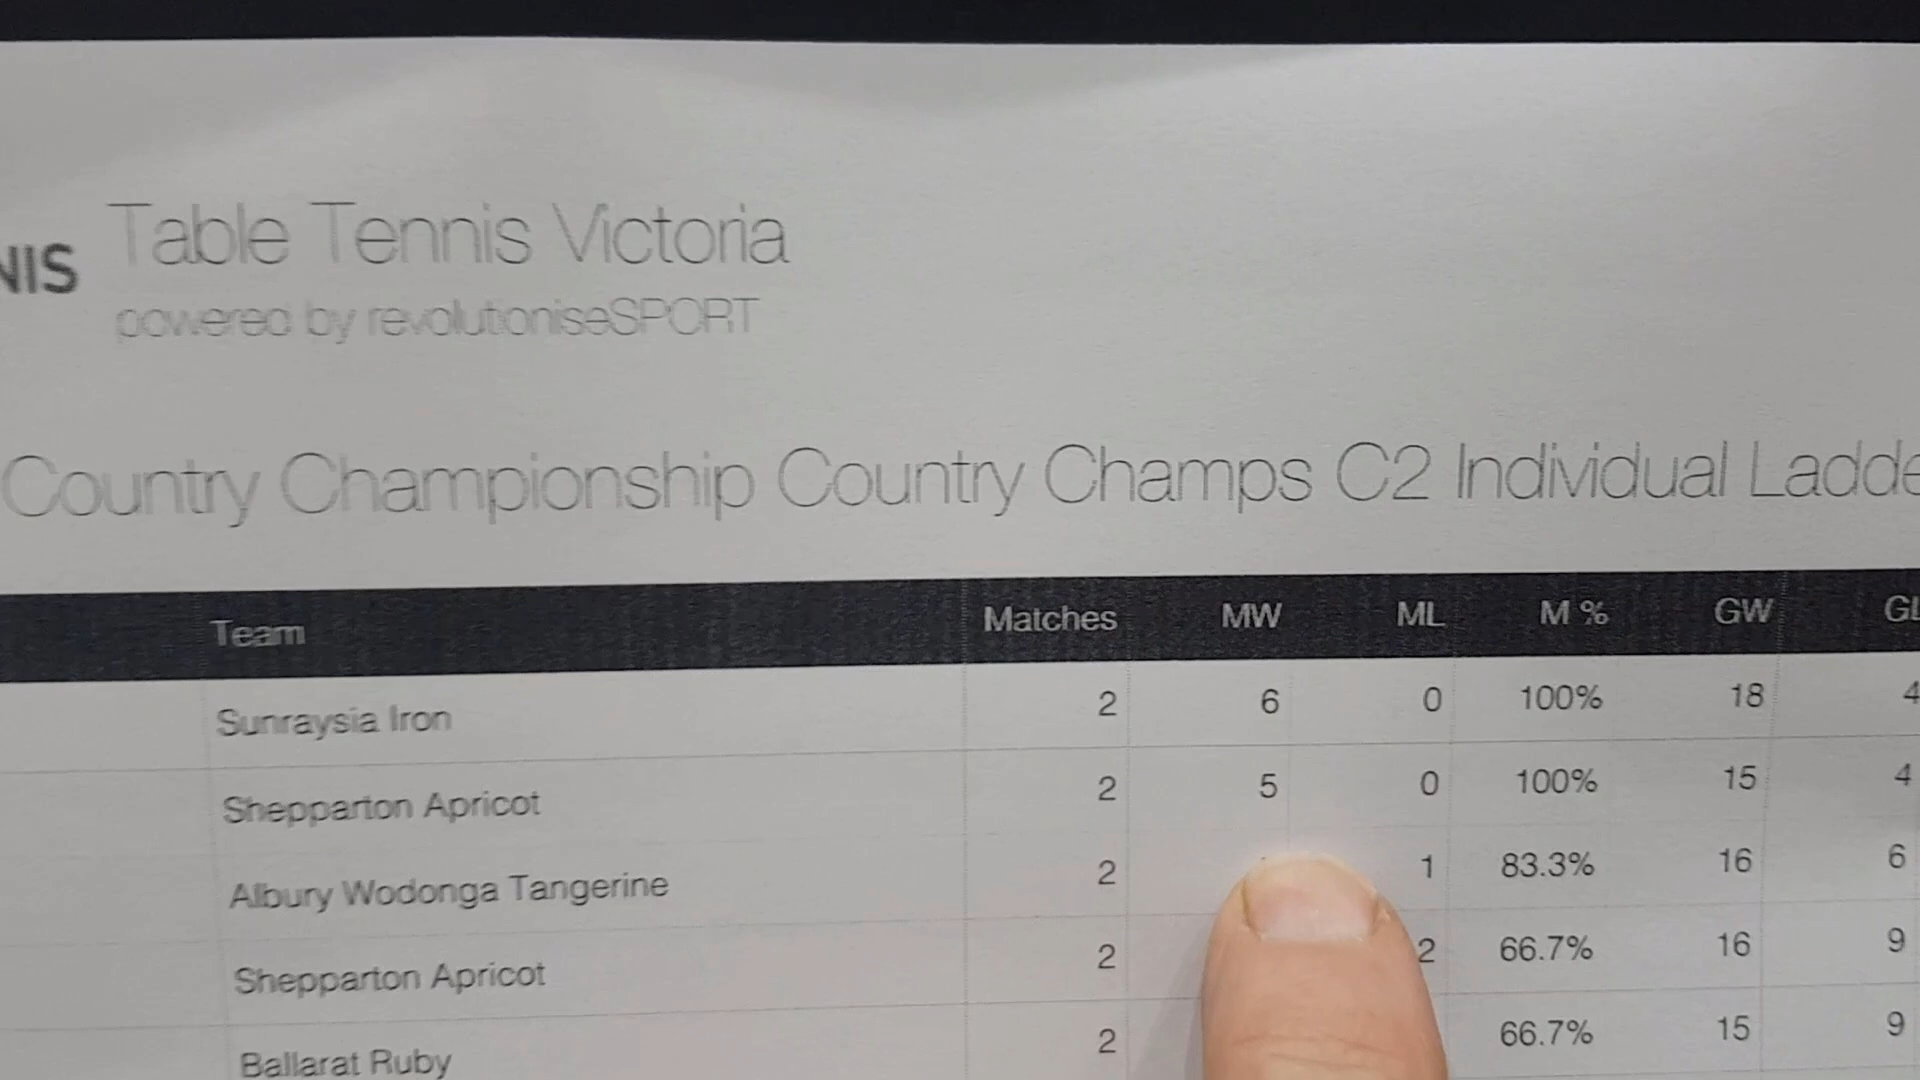 NIS
Table Tennis Victoria
powered by revolutioniseSPORT
Country Championship Country Champs C2 Individual Ladde
Team Matches MW ML M % GW GL
Sunraysia Iron 2 6 0 100% 18 4
Shepparton Apricot 2 5 0 100% 15 4
Albury Wodonga Tangerine 2 1 83.3% 16 6
Shepparton Apricot 2 2 66.7% 16 9
Ballarat Ruby 2 66.7% 15 9